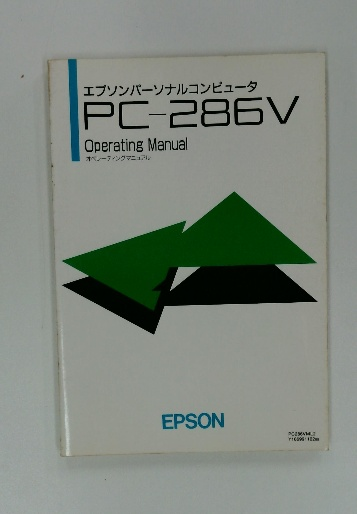 エプソンパーソナルコンピュータ
PC-286V
Operating Manual
オペレーティングマニュアル
EPSON